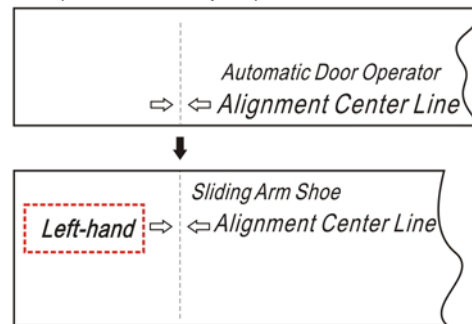 Automatic Door Operator
Alignment Center Line
Sliding Arm Shoe
Left-hand
Alignment Center Line